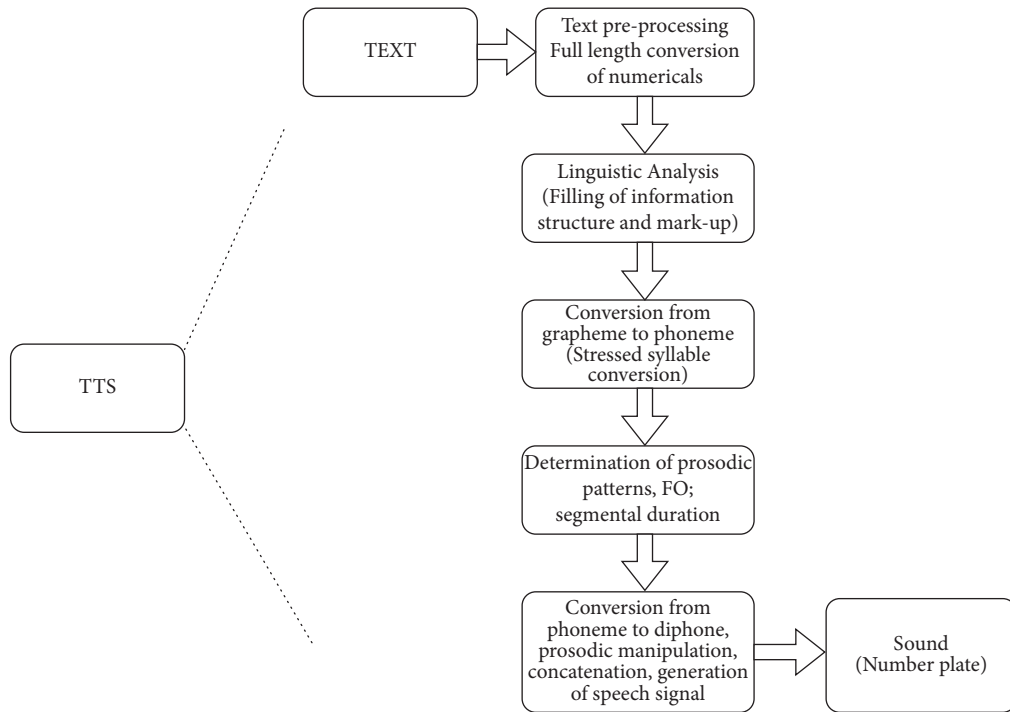 TEXT
Text pre-processing
Full length conversion
of numericals
Linguistic Analysis
(Filling of information
structure and mark-up)
Conversion from
grapheme to phoneme
(Stressed syllable
conversion)
TTS
Determination of prosodic
patterns, FO;
segmental duration
Conversion from
phoneme to diphone,
prosodic manipulation,
concatenation, generation
of speech signal
Sound
(Number plate)